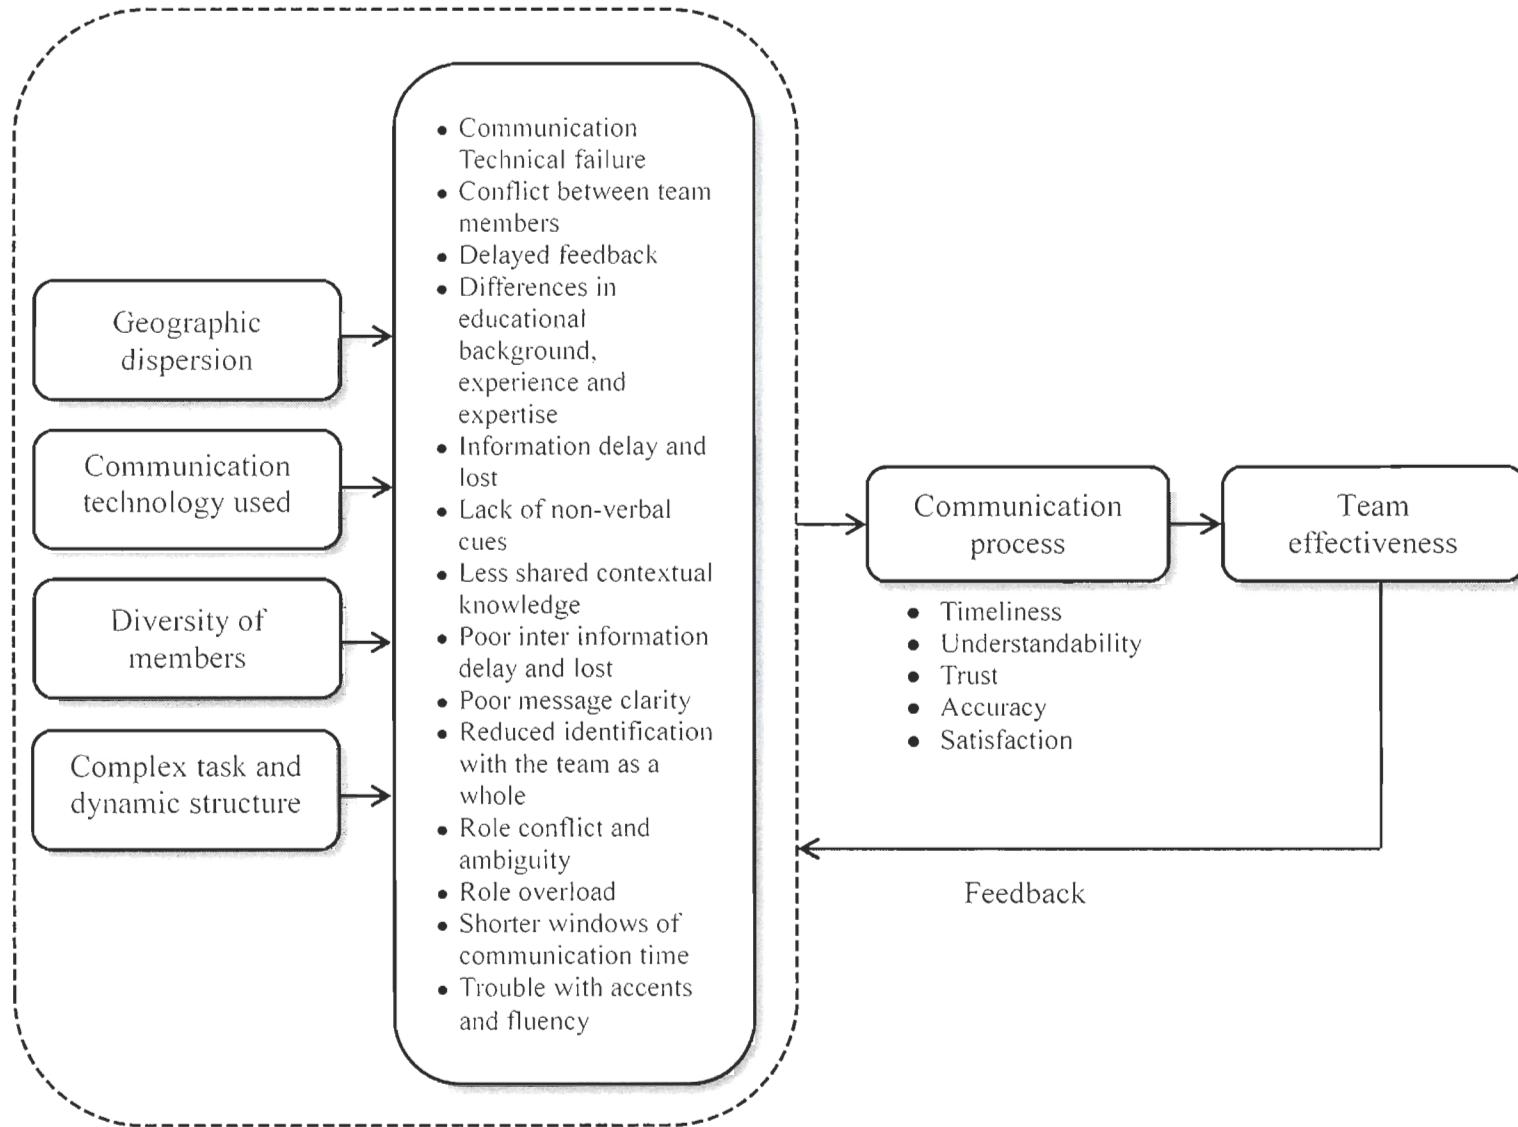 Geographic
dispersion
Communication
technology used
Diversity of
members
Complex task and
dynamic structure
• Communication
Technical failure
• Conflict between team
members
• Delayed feedback
• Differences in
educational
background,
experience and
expertise
• Information delay and
lost
• Lack of non-verbal
cues
• Less shared contextual
knowledge
• Poor inter information
delay and lost
• Poor message clarity
• Reduced identification
with the team as a
whole
• Role conflict and
ambiguity
• Role overload
• Shorter windows of
communication time
• Trouble with accents
and fluency
Communication
process
• Timeliness
• Understandability
• Trust
• Accuracy
• Satisfaction
Team
effectiveness
Feedback